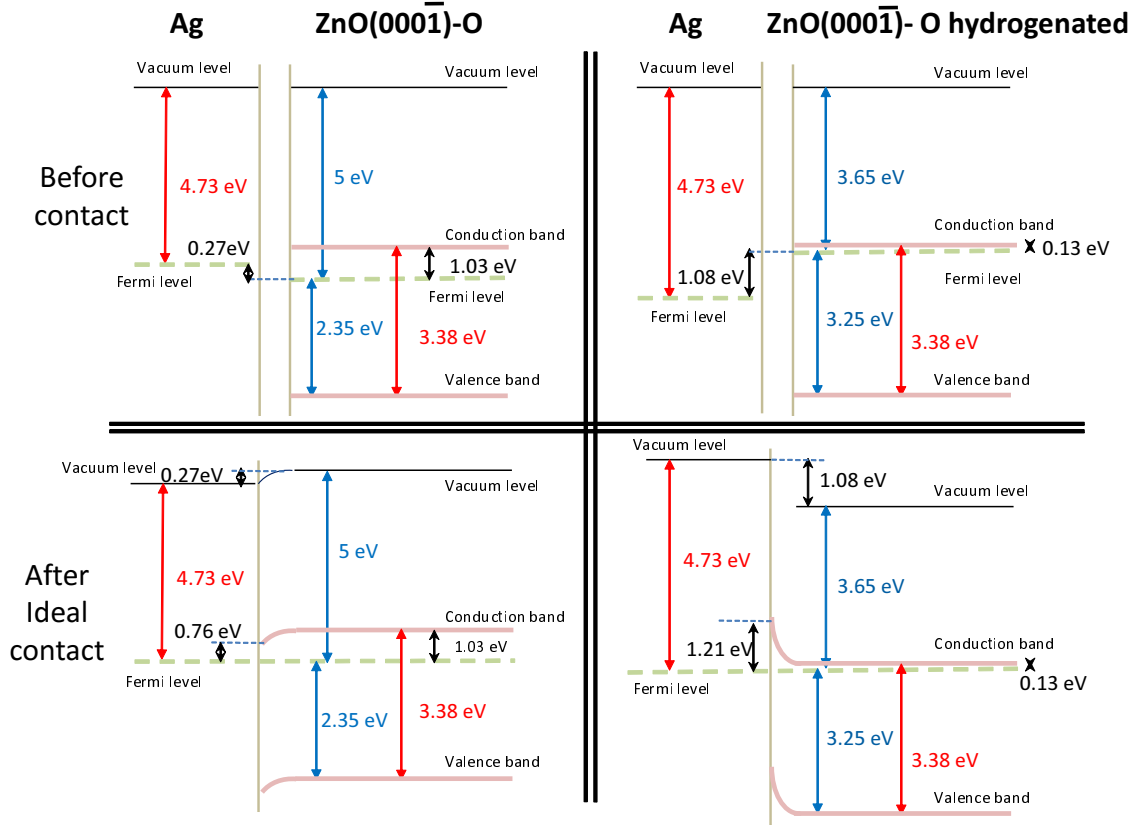 Ag
ZnO(0001̅)-O
Ag
ZnO(0001̅)- O hydrogenated
Before
contact
Vacuum level
Vacuum level
4.73 eV
5 eV
0.27eV
Conduction band
1.03 eV
Fermi level
Fermi level
2.35 eV
3.38 eV
Valence band
Vacuum level
Vacuum level
4.73 eV
3.65 eV
Conduction band
0.13 eV
1.08 eV
Fermi level
Fermi level
3.25 eV
3.38 eV
Valence band
After
Ideal
contact
Vacuum level
0.27eV
Vacuum level
5 eV
4.73 eV
Conduction band
0.76 eV
1.03 eV
Fermi level
2.35 eV
3.38 eV
Valence band
Vacuum level
1.08 eV
Vacuum level
4.73 eV
3.65 eV
Conduction band
1.21 eV
Fermi level
0.13 eV
3.25 eV
3.38 eV
Valence band